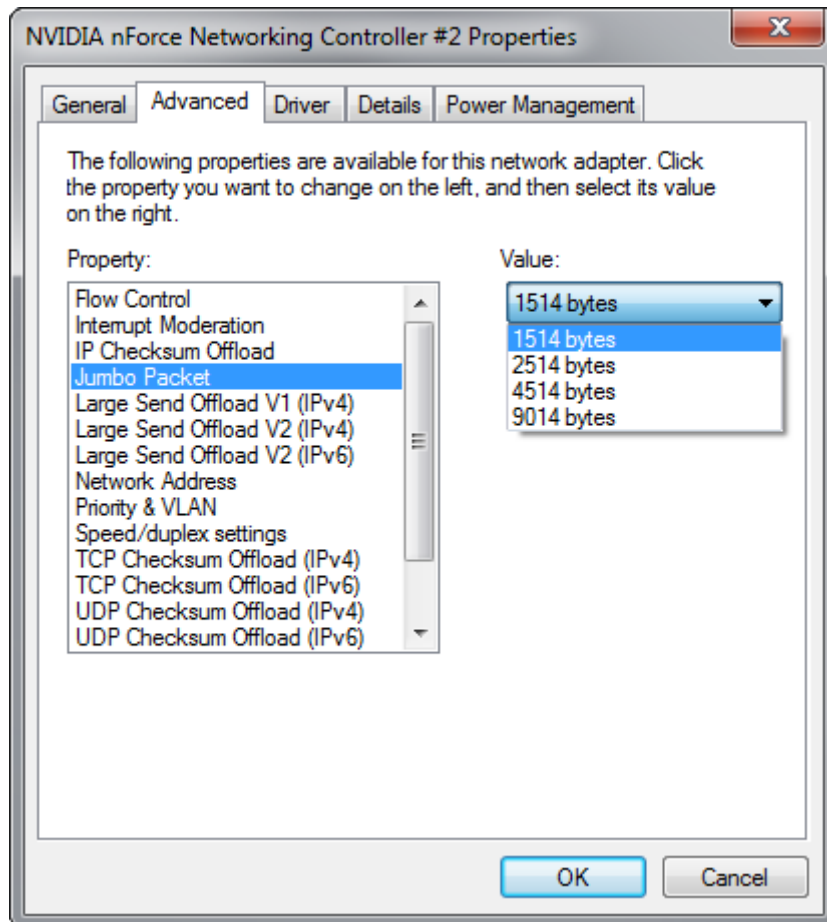 NVIDIA nForce Networking Controller #2 Properties
General Advanced Driver Details Power Management
The following properties are available for this network adapter. Click
the property you want to change on the left, and then select its value
on the right.
Property:
Value:
Flow Control
Interrupt Moderation
IP Checksum Offload
Jumbo Packet
Large Send Offload V1 (IPv4)
Large Send Offload V2 (IPv4)
Large Send Offload V2 (IPv6)
Network Address
Priority & VLAN
Speed/duplex settings
TCP Checksum Offload (IPv4)
TCP Checksum Offload (IPv6)
UDP Checksum Offload (IPv4)
UDP Checksum Offload (IPv6)
1514 bytes
1514 bytes
2514 bytes
4514 bytes
9014 bytes
OK Cancel